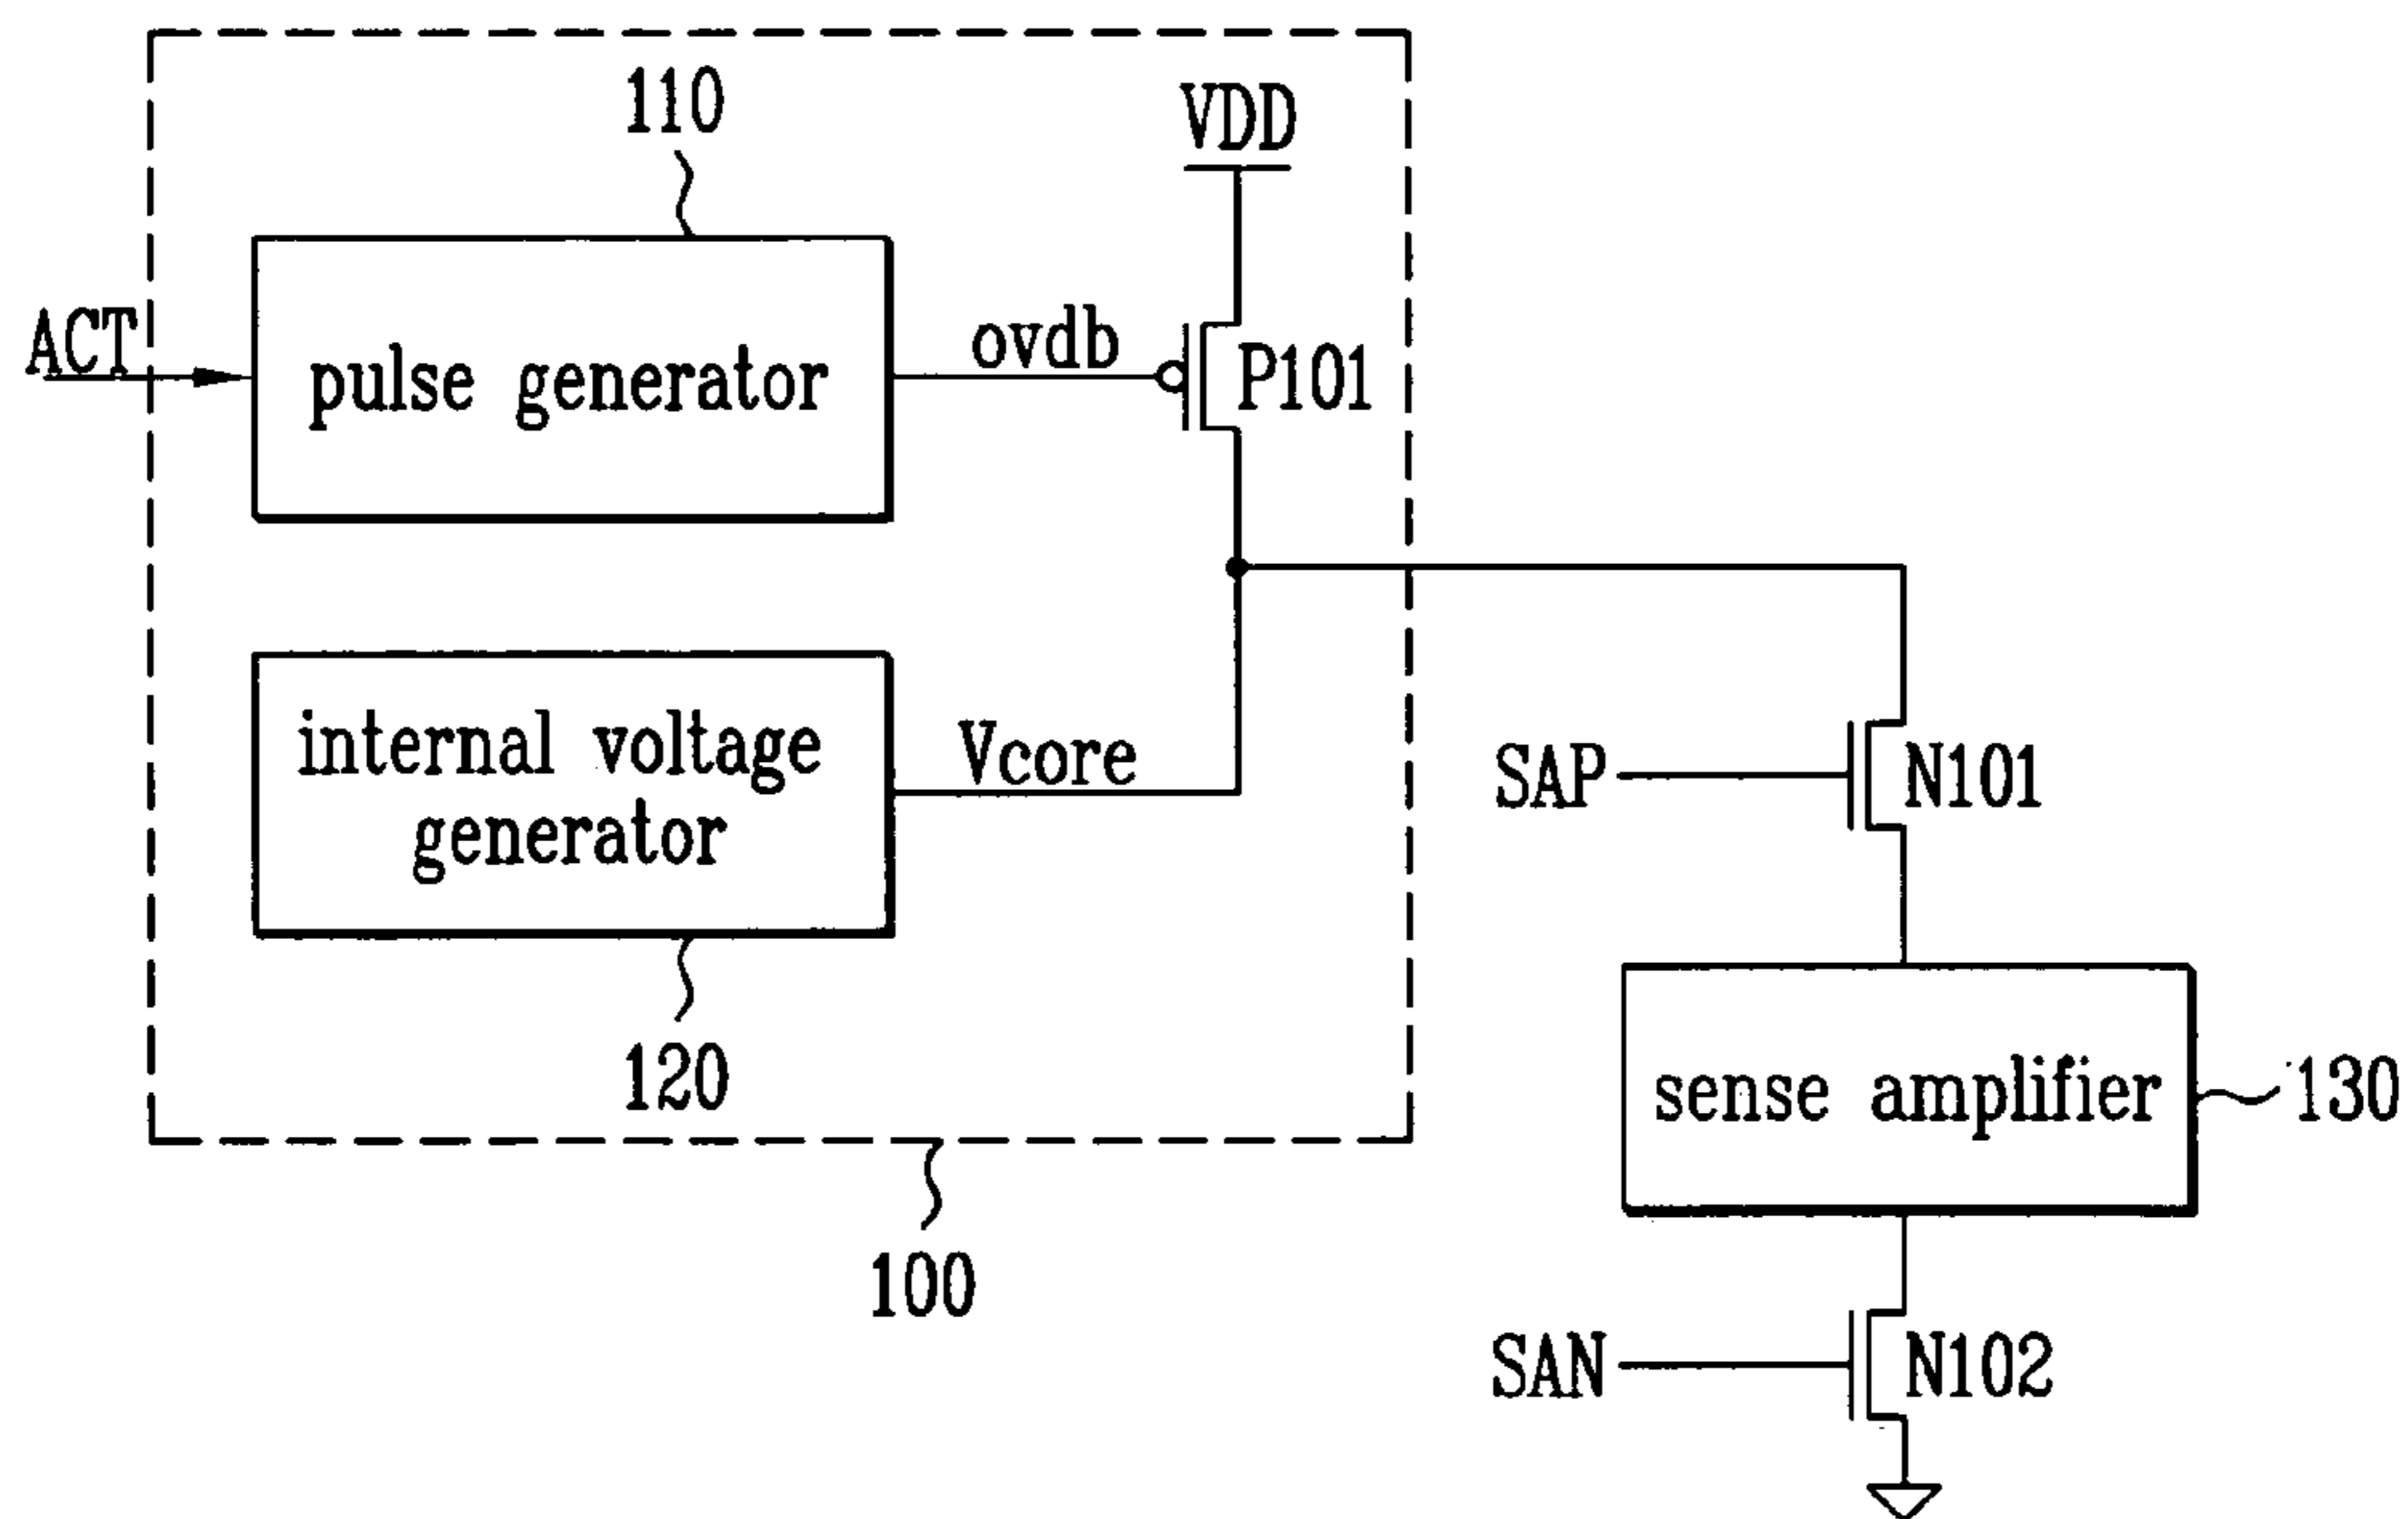 110
VDD
ACT
pulse generator
ovdb
P101
internal voltage
generator
Vcore
SAP
N101
120
sense amplifier
130
100
SAN
N102